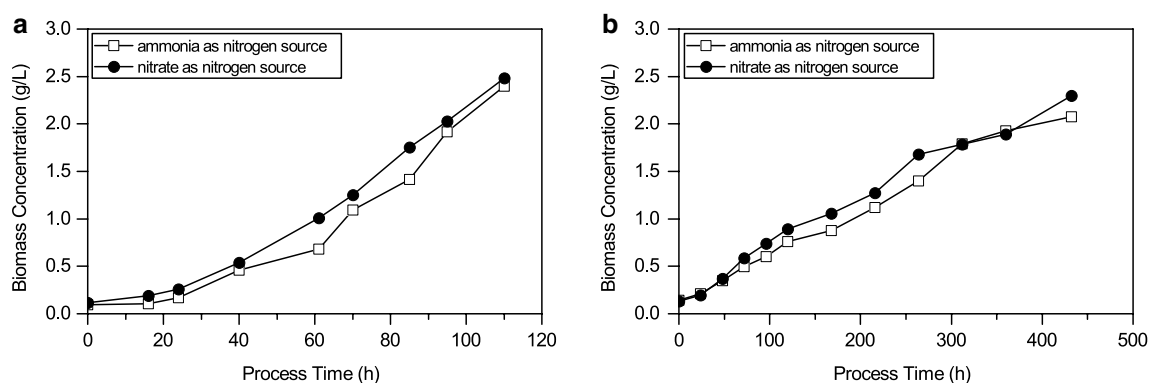 a
3.0
2.5
2.0
1.5
1.0
0.5
0.0
Biomass Concentration (g/L)
ammonia as nitrogen source
nitrate as nitrogen source
0 20 40 60 80 100 120
Process Time (h)
b
3.0
2.5
2.0
1.5
1.0
0.5
0.0
Biomass Concentration (g/L)
ammonia as nitrogen source
nitrate as nitrogen source
0 100 200 300 400 500
Process Time (h)